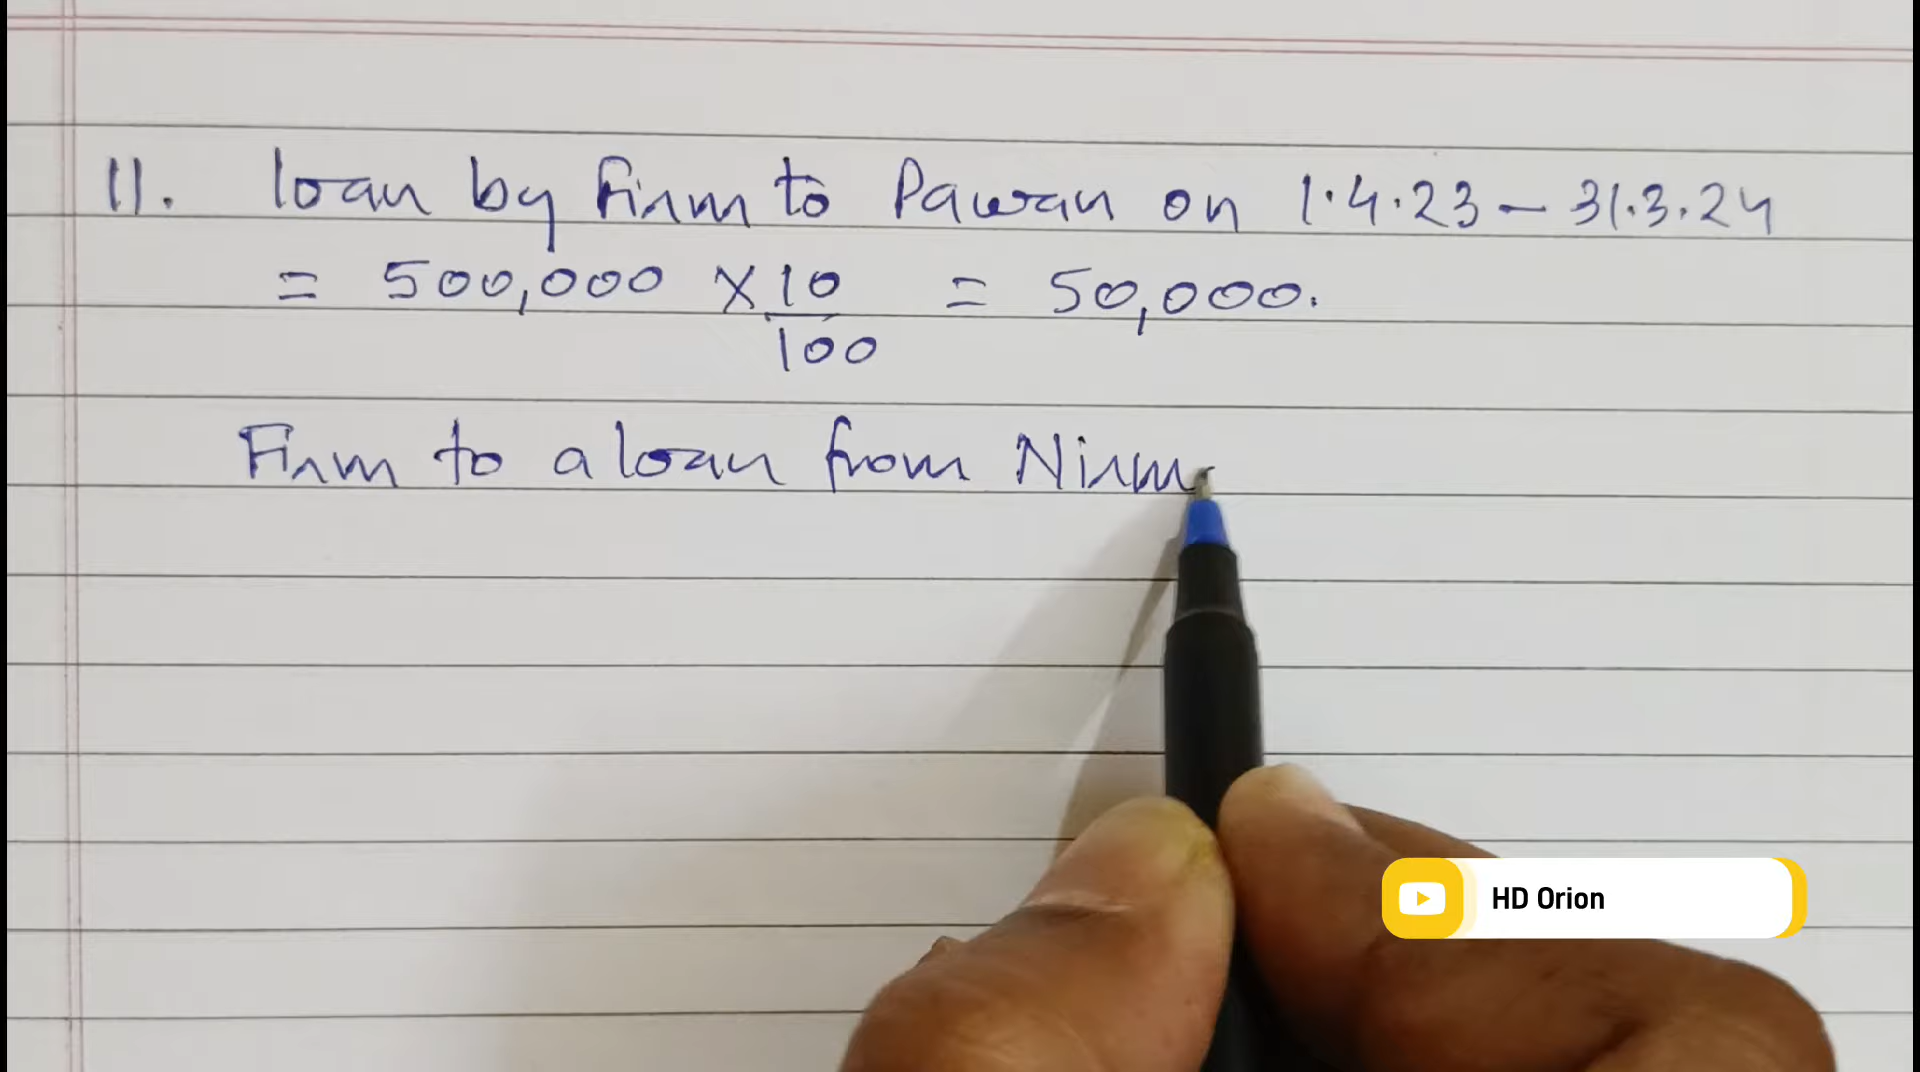 11. loan by Firm to Pawan on 1.4.23 - 31.3.24
= 500,000 × 10/100 = 50,000.
Firm to a loan from Nirm
HD Orion